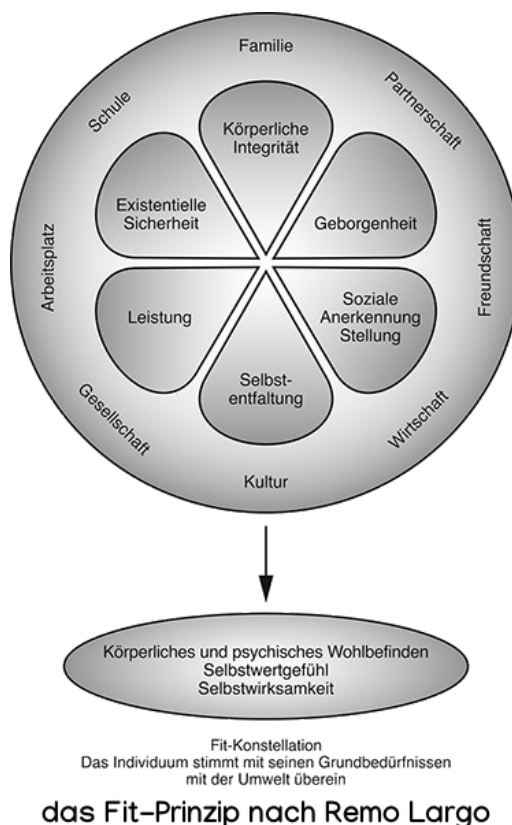 Familie
Partnerschaft
Freundschaft
Wirtschaft
Kultur
Gesellschaft
Arbeitsplatz
Schule
Körperliche
Integrität
Geborgenheit
Soziale
Anerkennung
Stellung
Selbst-
entfaltung
Leistung
Existentielle
Sicherheit
Körperliches und psychisches Wohlbefinden
Selbstwertgefühl
Selbstwirksamkeit
Fit-Konstellation
Das Individuum stimmt mit seinen Grundbedürfnissen
mit der Umwelt überein
das Fit-Prinzip nach Remo Largo